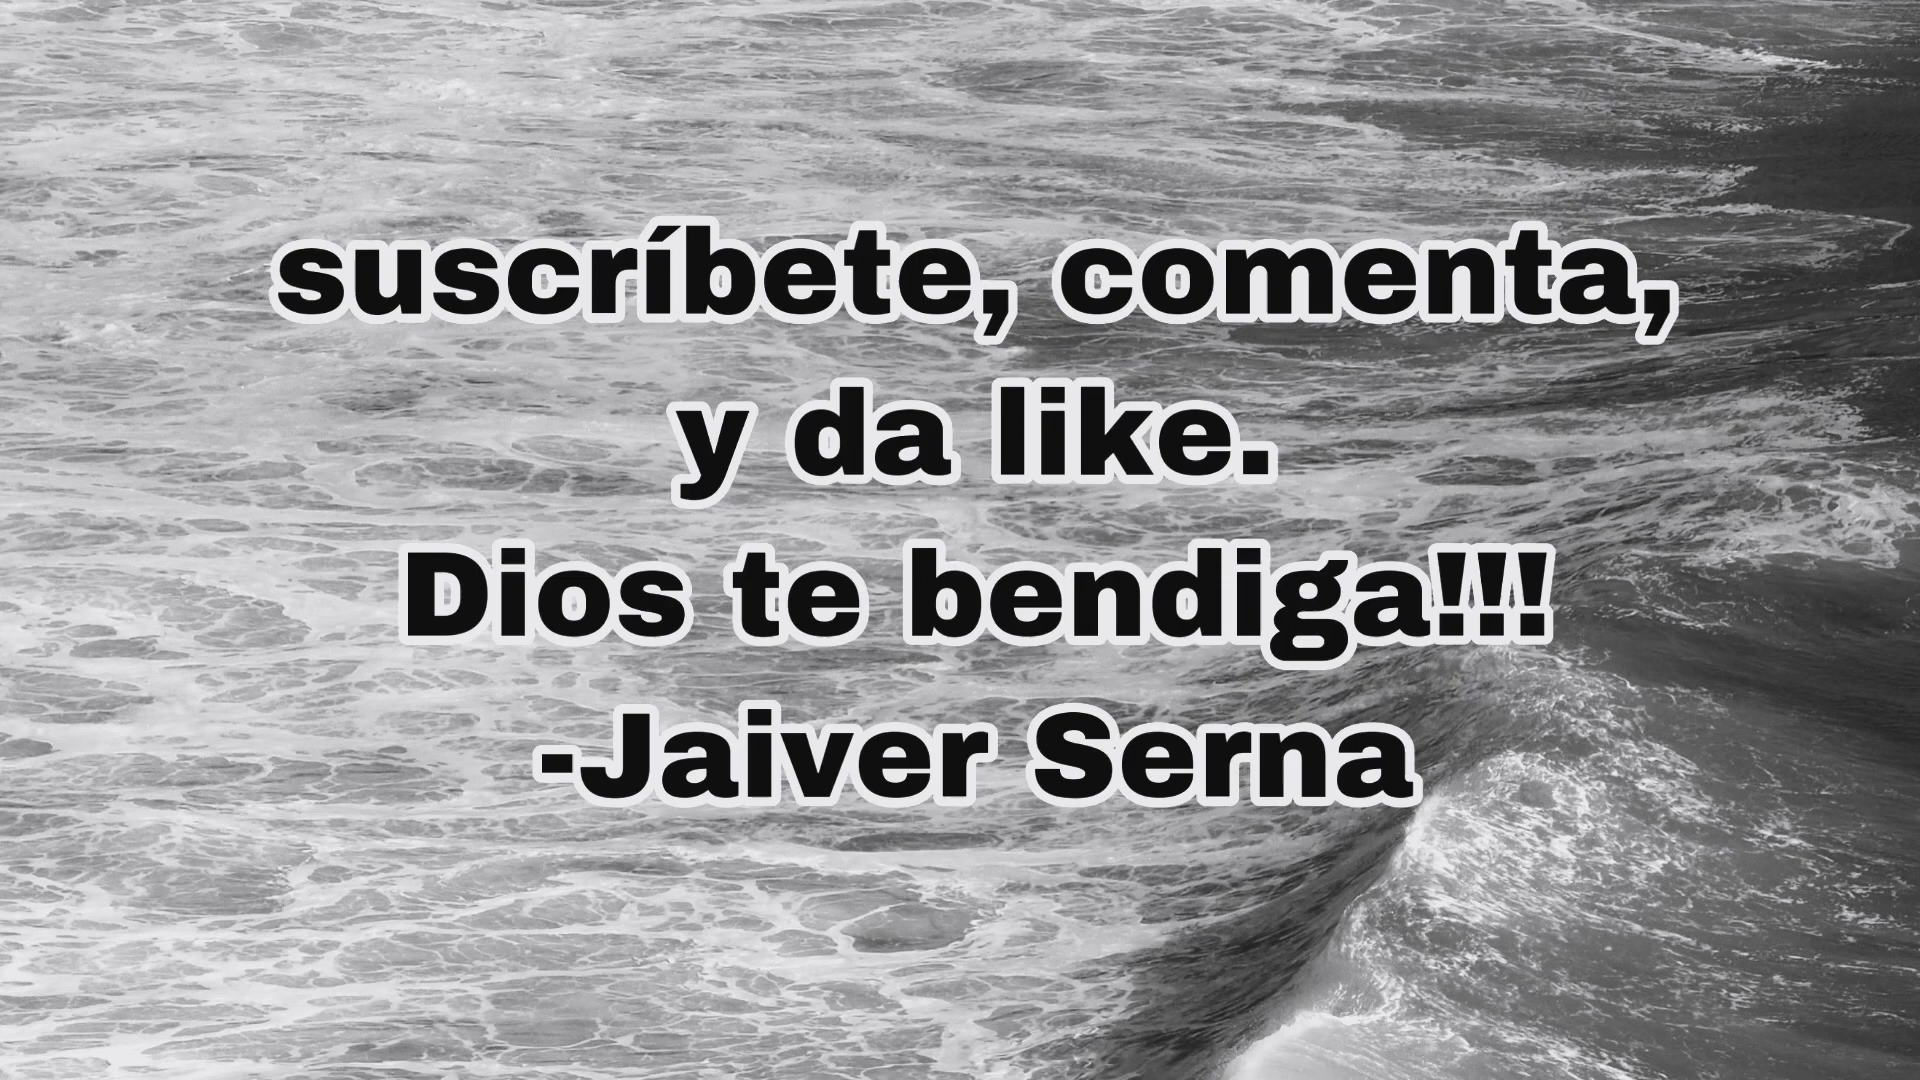 suscríbete, comenta,
y da like.
Dios te bendiga!!!
-Jaiver Serna